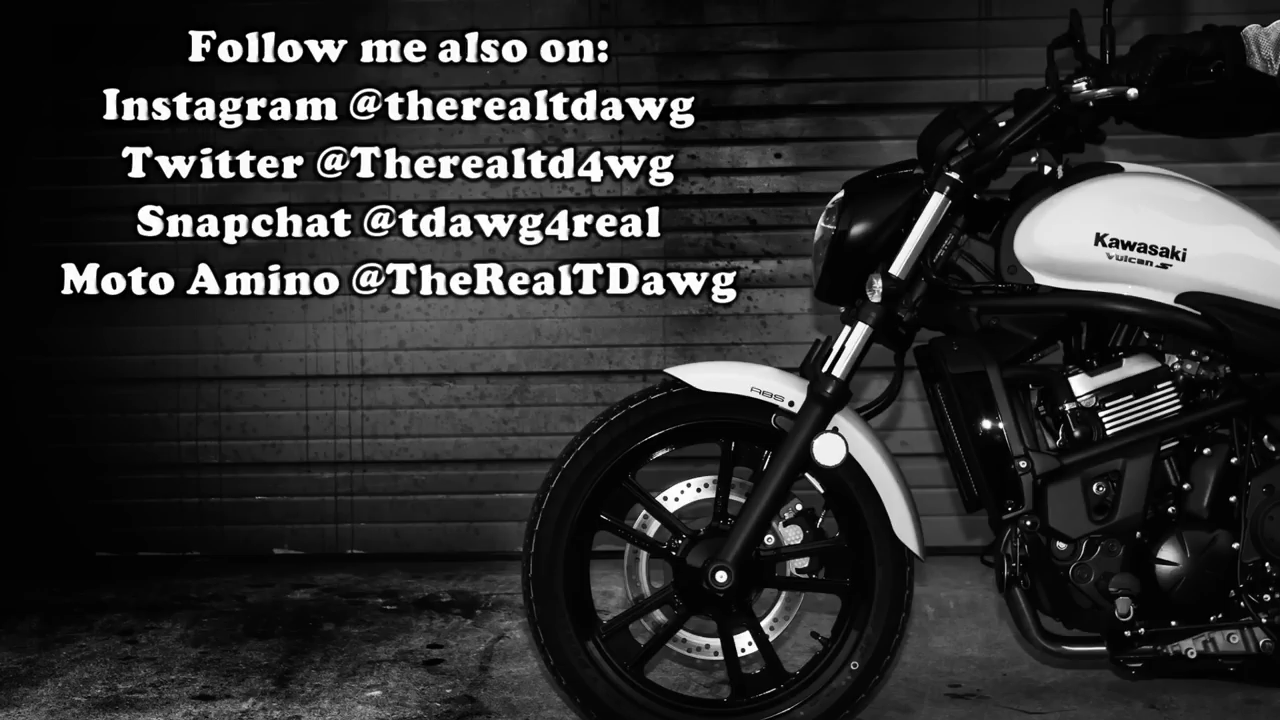 Follow me also on:
Instagram @therealtdawg
Twitter @Therealtd4wg
Snapchat @tdawg4real
Moto Amino @TheRealTDawg
Kawasaki
Vulcan S
ABS